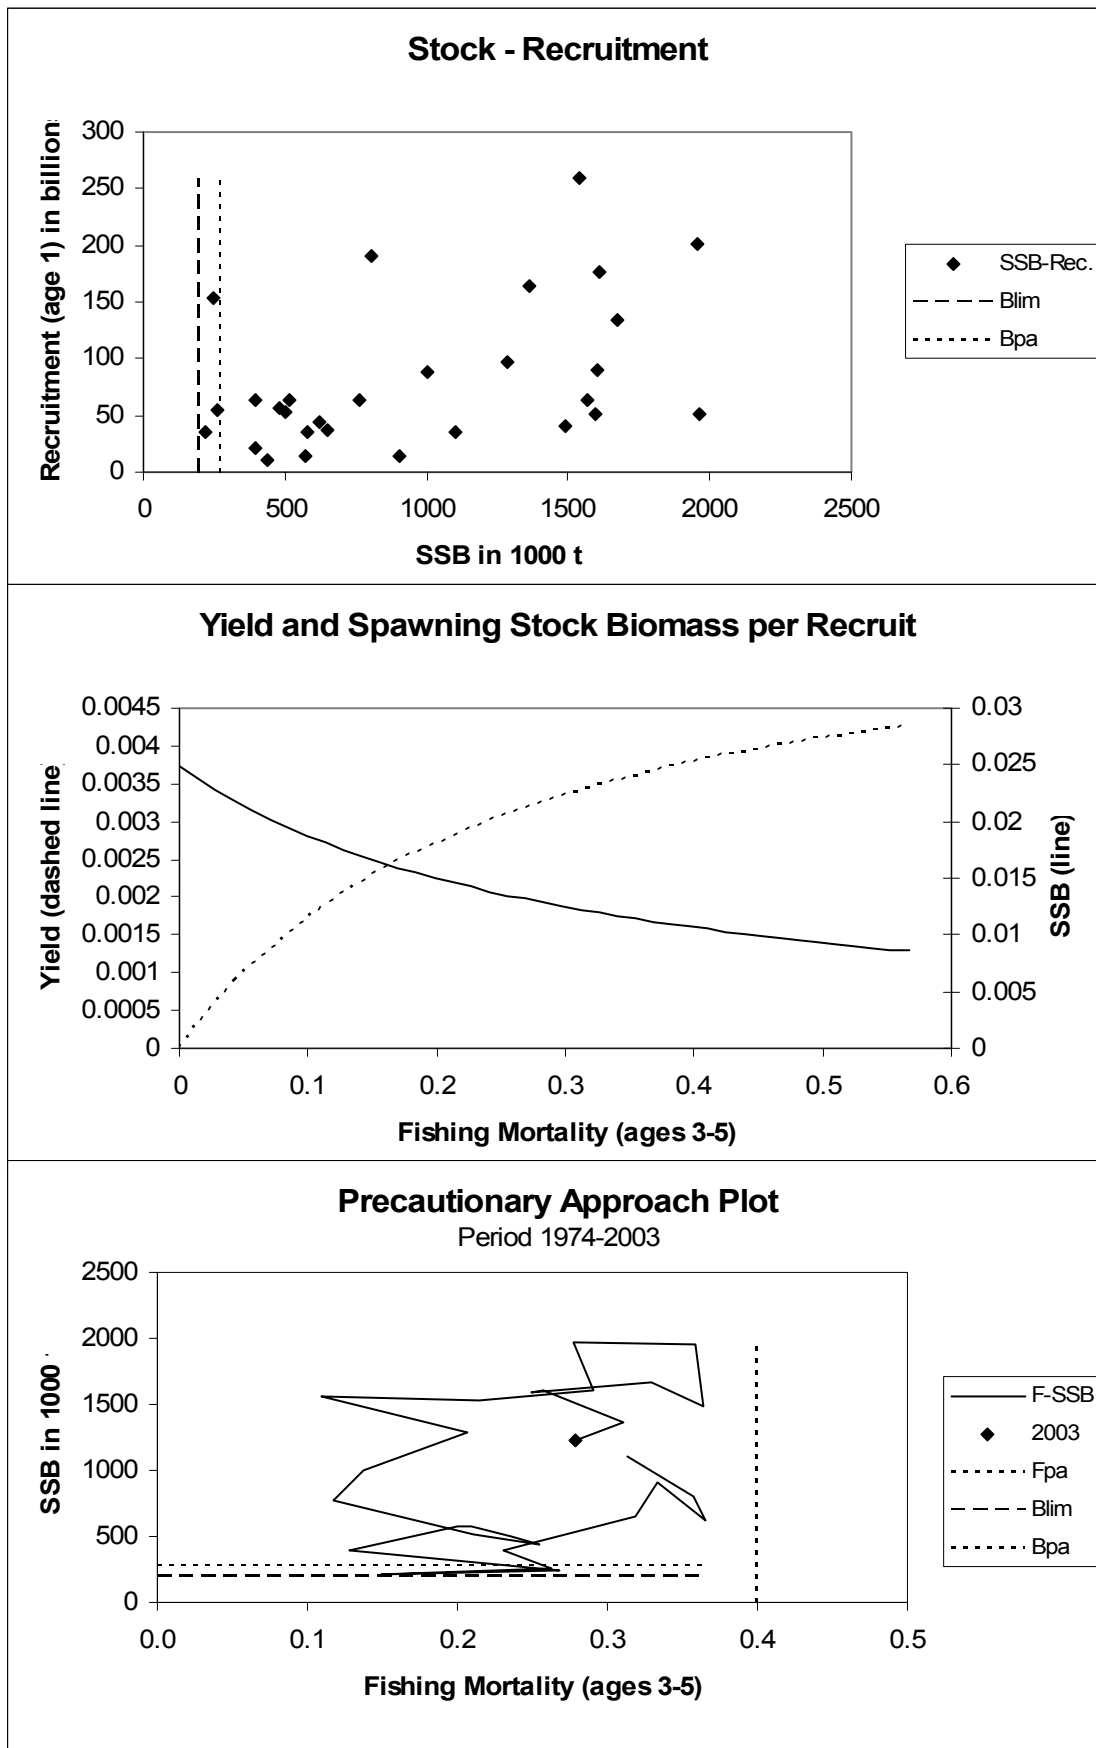 Stock - Recruitment
Recruitment (age 1) in billion
300
250
200
150
100
50
0
0 500 1000 1500 2000 2500
SSB in 1000 t
SSB-Rec.
Blim
Bpa
Yield and Spawning Stock Biomass per Recruit
Yield (dashed line)
0.0045
0.004
0.0035
0.003
0.0025
0.002
0.0015
0.001
0.0005
0
0.03
0.025
0.02
0.015
0.01
0.005
0
SSB (line)
0 0.1 0.2 0.3 0.4 0.5 0.6
Fishing Mortality (ages 3-5)
Precautionary Approach Plot
Period 1974-2003
SSB in 1000
2500
2000
1500
1000
500
0
0.0 0.1 0.2 0.3 0.4 0.5
Fishing Mortality (ages 3-5)
F-SSB
2003
Fpa
Blim
Bpa